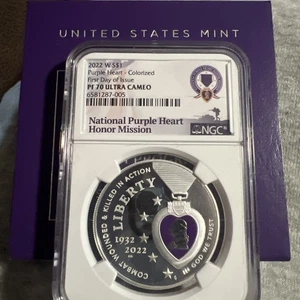 UNITED STATES MINT
2022 W S$1
Purple Heart - Colorized
First Day of Issue
PF 70 ULTRA CAMEO
6581287-005
National Purple Heart
Honor Mission
NGC
COMBAT WOUNDED & KILLED IN ACTION
LIBERTY
1932
2022
IN GOD WE TRUST